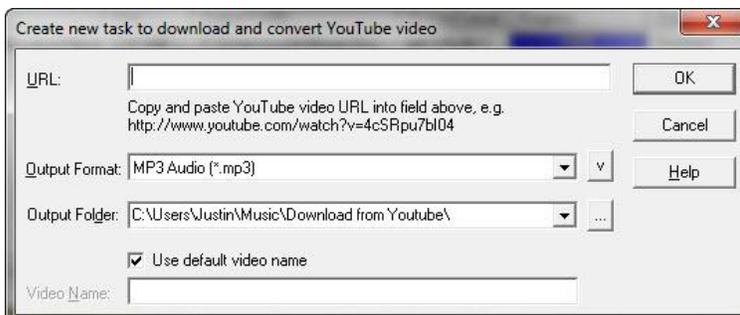 Create new task to download and convert YouTube video
x
URL:
OK
Copy and paste YouTube video URL into field above, e.g.
http://www.youtube.com/watch?v=4cSRpu7bI04
Cancel
Output Format: MP3 Audio (*.mp3) v
Help
Output Folder: C:\Users\Justin\Music\Download from Youtube\ ...
Use default video name
Video Name: